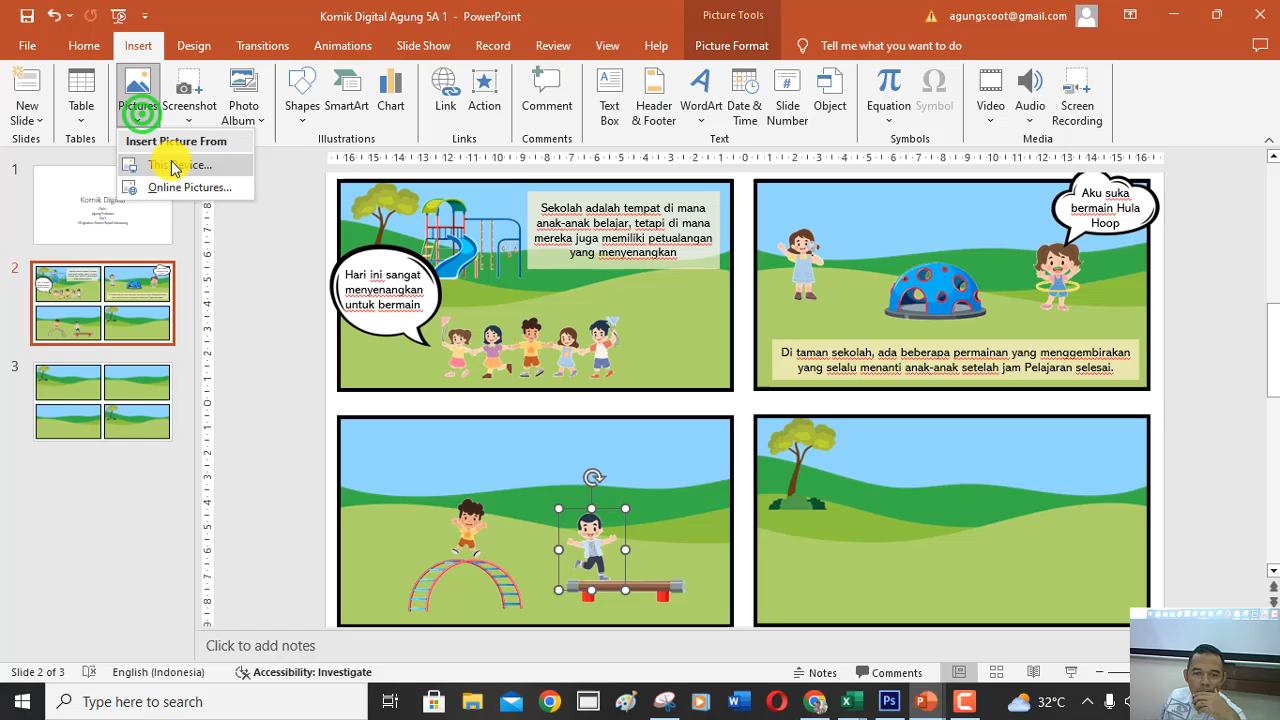 Komik Digital Agung 5A 1 - PowerPoint
Picture Tools
agungscoot@gmail.com
File
Home
Insert
Design
Transitions
Animations
Slide Show
Record
Review
View
Help
Picture Format
Tell me what you want to do
New Slide
Table
Pictures
Screenshot
Photo Album
Shapes
SmartArt
Chart
Link
Action
Comment
Text Box
Header & Footer
WordArt
Date & Time
Slide Number
Object
Equation
Symbol
Video
Audio
Screen Recording
Slides
Tables
Illustrations
Links
Comments
Text
Symbols
Media
Insert Picture From
This Device...
Online Pictures...
1
2
3
Komik Digital
Sekolah adalah tempat di mana
anak-anak belajar, tetapi di mana
mereka juga memiliki petualangan
yang menyenangkan
Hari ini sangat
menyenangkan
untuk bermain
Aku suka
bermain Hula
Hoop
Di taman sekolah, ada beberapa permainan yang menggembirakan
yang selalu menanti anak-anak setelah jam Pelajaran selesai.
Click to add notes
Slide 2 of 3
English (Indonesia)
Accessibility: Investigate
Notes
Comments
Type here to search
32°C